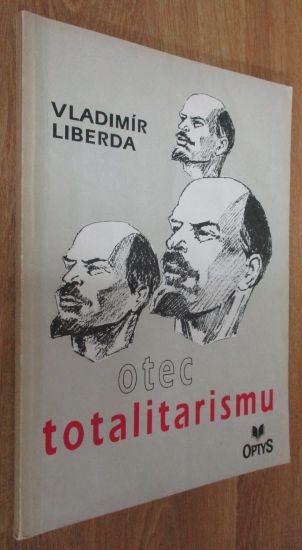 VLADIMÍR
LIBERDA
otec
totalitarismu
OPTYS